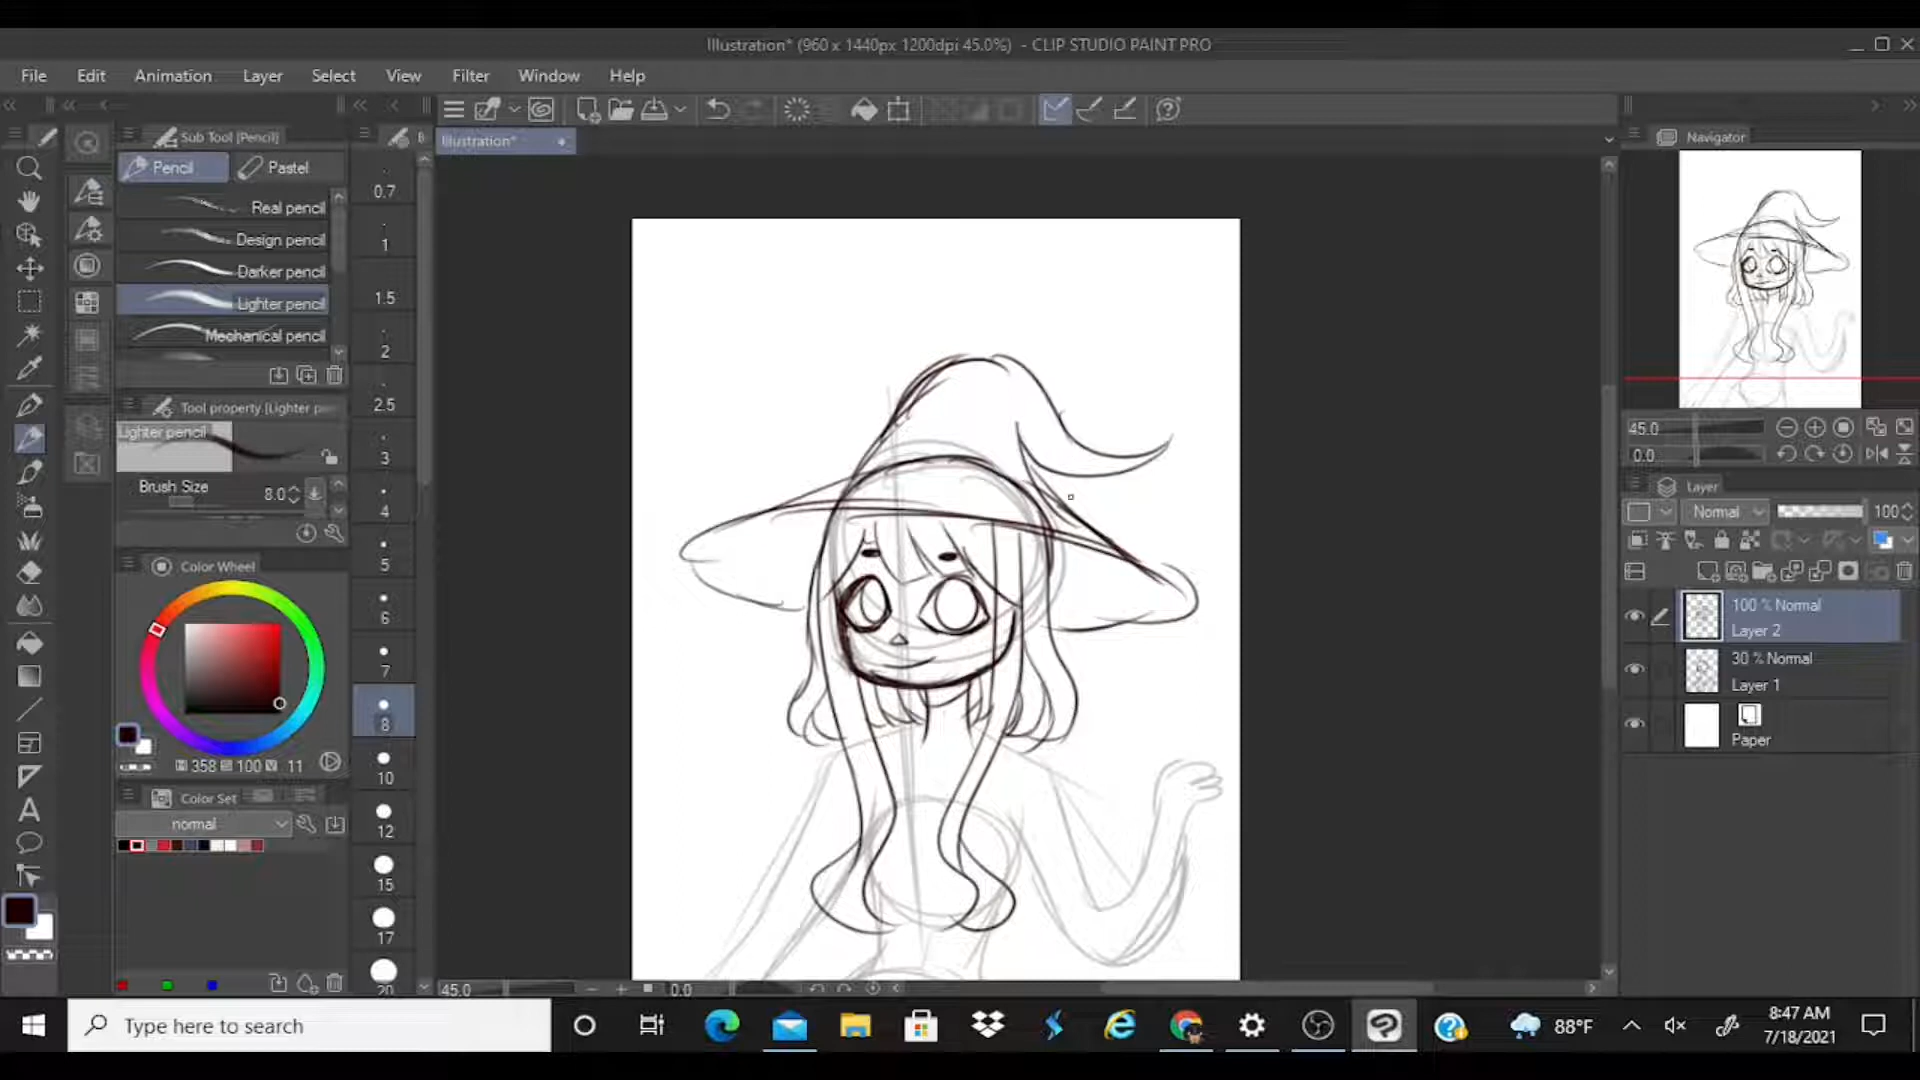 Illustration* (960 x 1440px 1200dpi 45.0%) - CLIP STUDIO PAINT PRO
File Edit Animation Layer Select View Filter Window Help
Illustration*
Sub Tool [Pencil]
Pencil Pastel
Real pencil
Design pencil
Darker pencil
Lighter pencil
Mechanical pencil
Tool property [Lighter pe
Lighter pencil
Brush Size 8.0
Color Wheel
358 100 11
Color Set
normal
B
0.7
1
1.5
2
2.5
3
4
5
6
7
8
10
12
15
17
20
45.0 0.0
Navigator
45.0
0.0
Layer
Normal 100
100 % Normal
Layer 2
30 % Normal
Layer 1
Paper
Type here to search
88°F
8:47 AM
7/18/2021